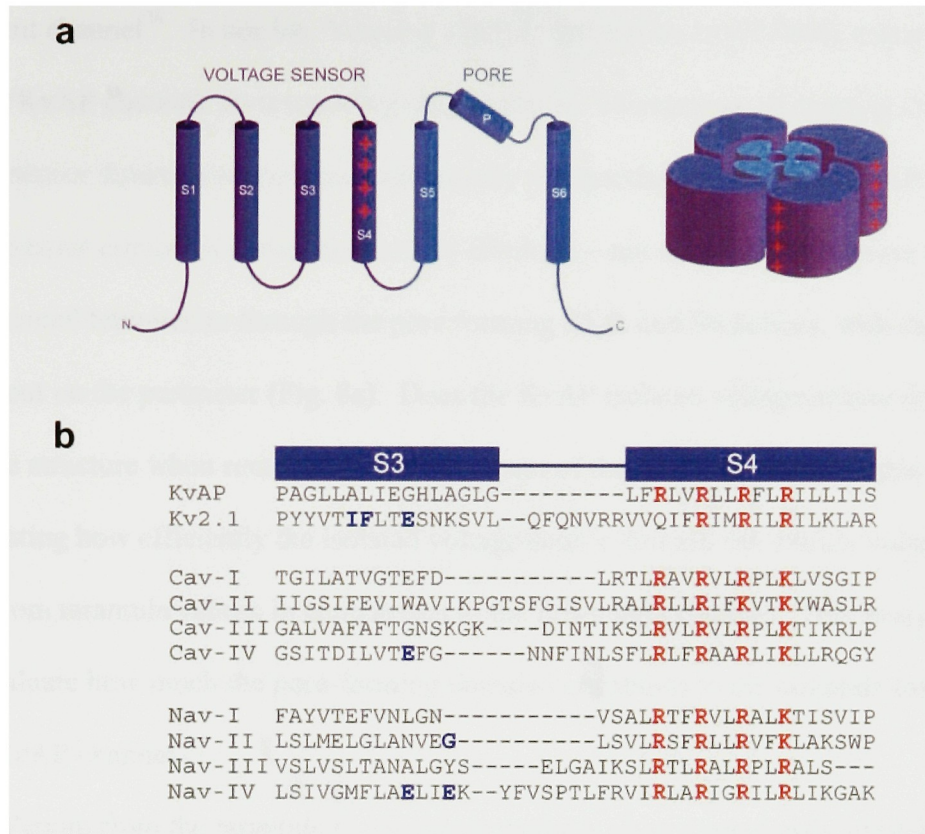 a
VOLTAGE SENSOR PORE
P
S1 S2 S3 S5 S6
S4
N C
b
S3 S4
KvAP PAGLLALIEGHLAGLG---------LFRLVRLLRFLRILLIIS
Kv2.1 PYYVTIFLTESNKSVL--QFQNVRRVVQIFRIMRILRILKLAR
Cav-I TGILATVGTEFD-----------LRTLRAVRVLRPLKLVSGIP
Cav-II IIGSIFEVIWAVIKPGTSFGISVLRALRLLRIFKVTKYWASLR
Cav-III GALVAFAFTGNSKGK----DINTIKSLRVLRVLRPLKTIKRLP
Cav-IV GSITDILVTEFG------NNFINLSFLRLFRAARLIKLLRQGY
Nav-I FAYVTEFVNLGN-----------VSALRTFRVLRALKTISVIP
Nav-II LSLMELGLANVEG----------LSVLRSFRLLRVFKLAKSWP
Nav-III VSLVSLTANALGYS-----ELGAIKSLRTLRALRPLRALS---
Nav-IV LSIVGMFLAELIEK--YFVSPTLFRVIRLARIGRILRLIKGAK